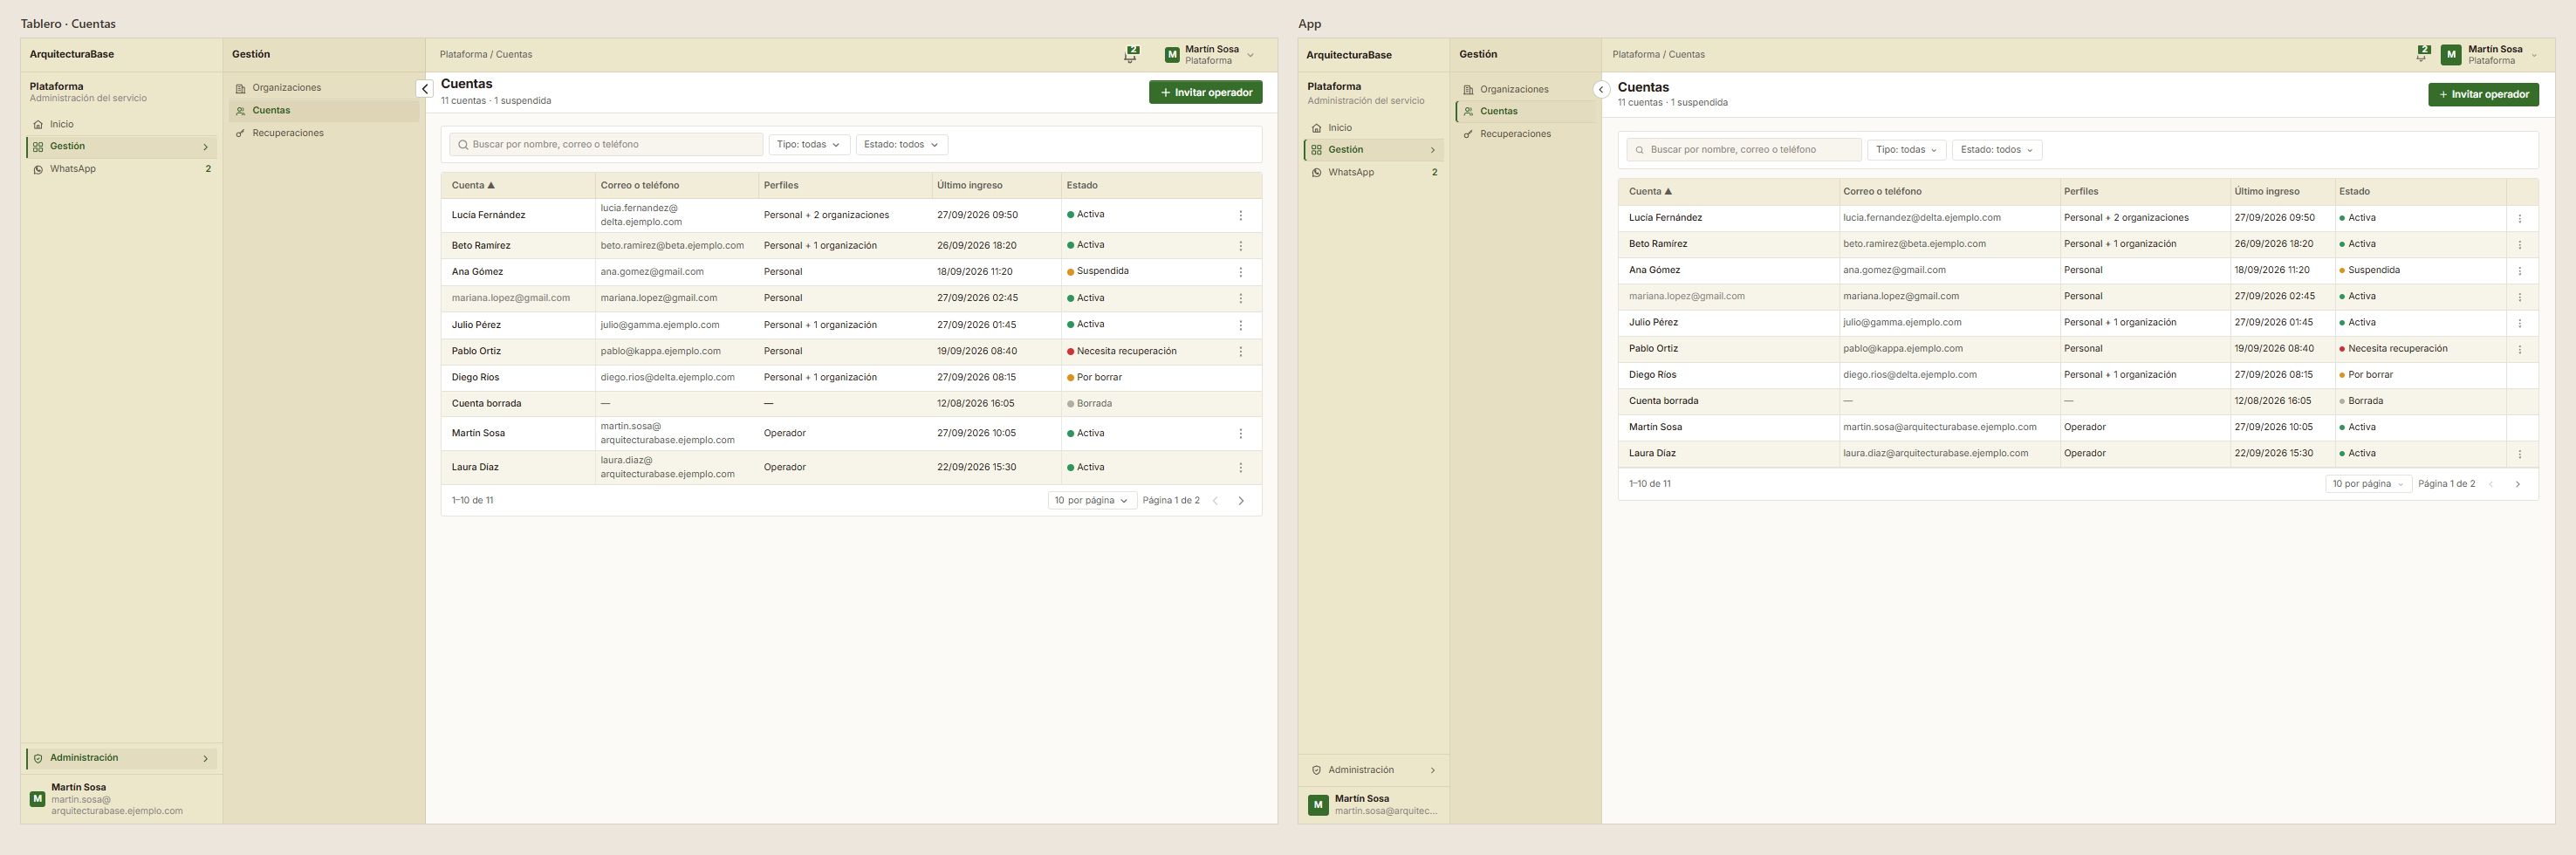 Tablero · Cuentas
ArquitecturaBase
Plataforma
Administración del servicio
Inicio
Gestión
WhatsApp 2
Administración
M Martín Sosa
martin.sosa@
arquitecturabase.ejemplo.com
Gestión
Organizaciones
Cuentas
Recuperaciones
Plataforma / Cuentas
2
M Martín Sosa
Plataforma
Cuentas
11 cuentas · 1 suspendida
+ Invitar operador
Buscar por nombre, correo o teléfono Tipo: todas Estado: todos
Cuenta ▲ Correo o teléfono Perfiles Último ingreso Estado
Lucía Fernández lucia.fernandez@
delta.ejemplo.com Personal + 2 organizaciones 27/09/2026 09:50 Activa
Beto Ramírez beto.ramirez@beta.ejemplo.com Personal + 1 organización 26/09/2026 18:20 Activa
Ana Gómez ana.gomez@gmail.com Personal 18/09/2026 11:20 Suspendida
mariana.lopez@gmail.com mariana.lopez@gmail.com Personal 27/09/2026 02:45 Activa
Julio Pérez julio@gamma.ejemplo.com Personal + 1 organización 27/09/2026 01:45 Activa
Pablo Ortiz pablo@kappa.ejemplo.com Personal 19/09/2026 08:40 Necesita recuperación
Diego Ríos diego.rios@delta.ejemplo.com Personal + 1 organización 27/09/2026 08:15 Por borrar
Cuenta borrada — — 12/08/2026 16:05 Borrada
Martín Sosa martin.sosa@
arquitecturabase.ejemplo.com Operador 27/09/2026 10:05 Activa
Laura Díaz laura.diaz@
arquitecturabase.ejemplo.com Operador 22/09/2026 15:30 Activa
1–10 de 11 10 por página Página 1 de 2
App
ArquitecturaBase
Plataforma
Administración del servicio
Inicio
Gestión
WhatsApp 2
Administración
M Martín Sosa
martin.sosa@arquitec...
Gestión
Organizaciones
Cuentas
Recuperaciones
Plataforma / Cuentas
2
M Martín Sosa
Plataforma
Cuentas
11 cuentas · 1 suspendida
+ Invitar operador
Buscar por nombre, correo o teléfono Tipo: todas Estado: todos
Cuenta ▲ Correo o teléfono Perfiles Último ingreso Estado
Lucía Fernández lucia.fernandez@delta.ejemplo.com Personal + 2 organizaciones 27/09/2026 09:50 Activa
Beto Ramírez beto.ramirez@beta.ejemplo.com Personal + 1 organización 26/09/2026 18:20 Activa
Ana Gómez ana.gomez@gmail.com Personal 18/09/2026 11:20 Suspendida
mariana.lopez@gmail.com mariana.lopez@gmail.com Personal 27/09/2026 02:45 Activa
Julio Pérez julio@gamma.ejemplo.com Personal + 1 organización 27/09/2026 01:45 Activa
Pablo Ortiz pablo@kappa.ejemplo.com Personal 19/09/2026 08:40 Necesita recuperación
Diego Ríos diego.rios@delta.ejemplo.com Personal + 1 organización 27/09/2026 08:15 Por borrar
Cuenta borrada — — 12/08/2026 16:05 Borrada
Martín Sosa martin.sosa@arquitecturabase.ejemplo.com Operador 27/09/2026 10:05 Activa
Laura Díaz laura.diaz@arquitecturabase.ejemplo.com Operador 22/09/2026 15:30 Activa
1–10 de 11 10 por página Página 1 de 2